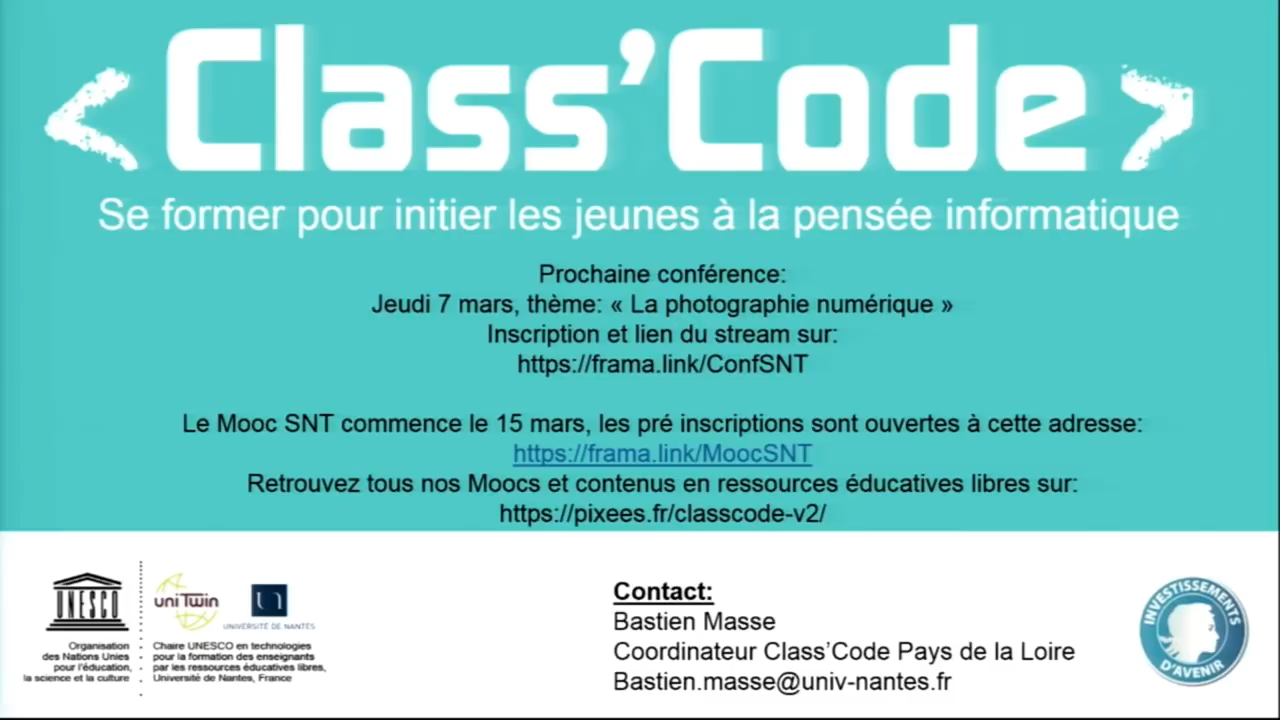 <Class'Code>
Se former pour initier les jeunes à la pensée informatique
Prochaine conférence:
Jeudi 7 mars, thème: « La photographie numérique »
Inscription et lien du stream sur:
https://frama.link/ConfSNT
Le Mooc SNT commence le 15 mars, les pré inscriptions sont ouvertes à cette adresse:
https://frama.link/MoocSNT
Retrouvez tous nos Moocs et contenus en ressources éducatives libres sur:
https://pixees.fr/classcode-v2/
UNESCO
Organisation
des Nations Unies
pour l'éducation,
la science et la culture
uniTwin
UNIVERSITÉ DE NANTES
Chaire UNESCO en technologies
pour la formation des enseignants
par les ressources éducatives libres,
Université de Nantes, France
Contact:
Bastien Masse
Coordinateur Class'Code Pays de la Loire
Bastien.masse@univ-nantes.fr
INVESTISSEMENTS
D'AVENIR